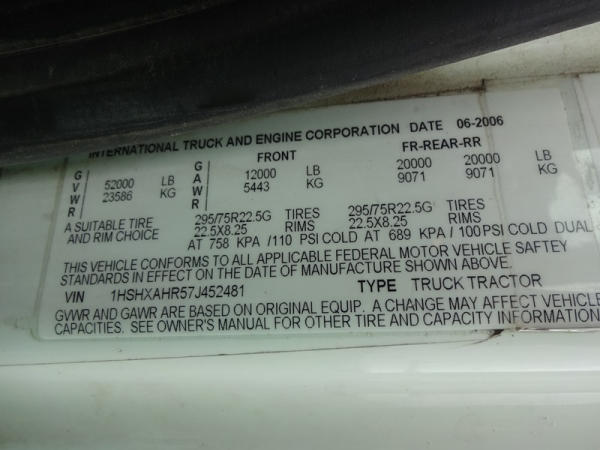 INTERNATIONAL TRUCK AND ENGINE CORPORATION DATE 06-2006
GVWR 52000 LB 23586 KG GAWR FRONT 12000 LB 5443 KG FR-REAR-RR 20000 20000 LB 9071 9071 KG
A SUITABLE TIRE 295/75R22.5G TIRES 295/75R22.5G TIRES
AND RIM CHOICE 22.5X8.25 RIMS 22.5X8.25 RIMS
AT 758 KPA /110 PSI COLD AT 689 KPA / 100 PSI COLD DUAL
THIS VEHICLE CONFORMS TO ALL APPLICABLE FEDERAL MOTOR VEHICLE SAFTEY
STANDARDS IN EFFECT ON THE DATE OF MANUFACTURE SHOWN ABOVE.
VIN 1HSHXAHR57J452481 TYPE TRUCK TRACTOR
GVWR AND GAWR ARE BASED ON ORIGINAL EQUIP. A CHANGE MAY AFFECT VEHICLE
CAPACITIES. SEE OWNER'S MANUAL FOR OTHER TIRE AND CAPACITY INFORMATION